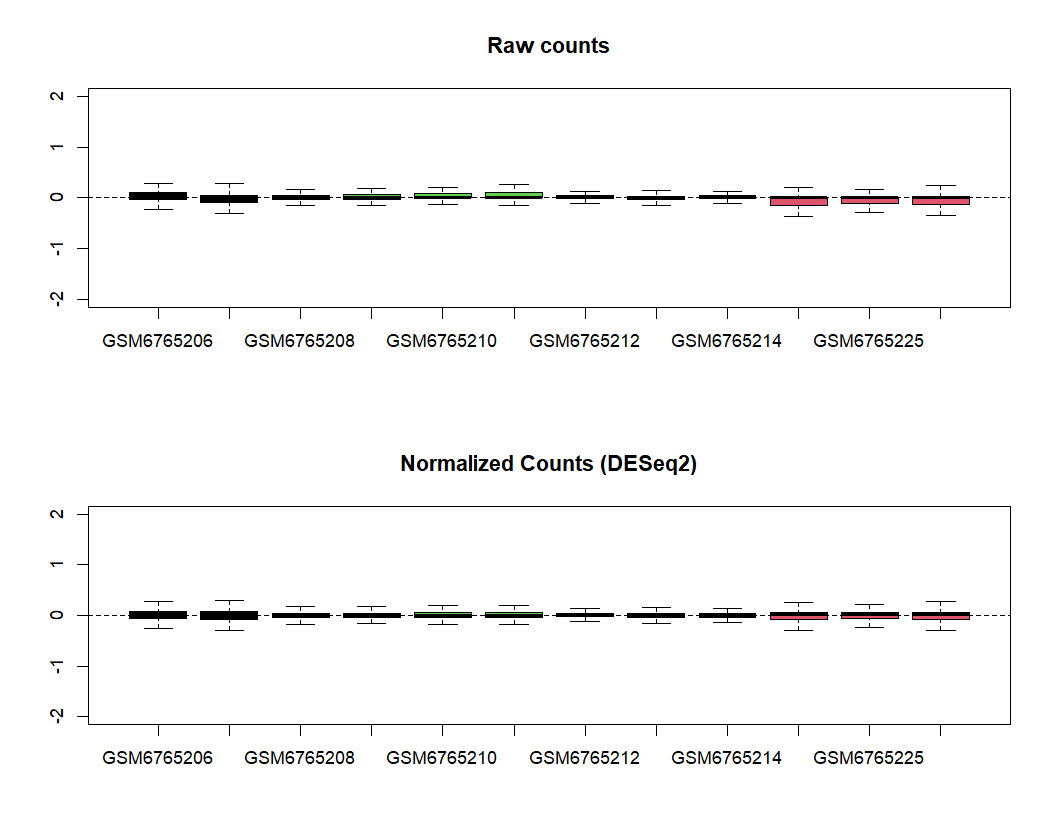 Raw counts
2
1
0
-1
-2
GSM6765206 GSM6765208 GSM6765210 GSM6765212 GSM6765214 GSM6765225
Normalized Counts (DESeq2)
2
1
0
-1
-2
GSM6765206 GSM6765208 GSM6765210 GSM6765212 GSM6765214 GSM6765225